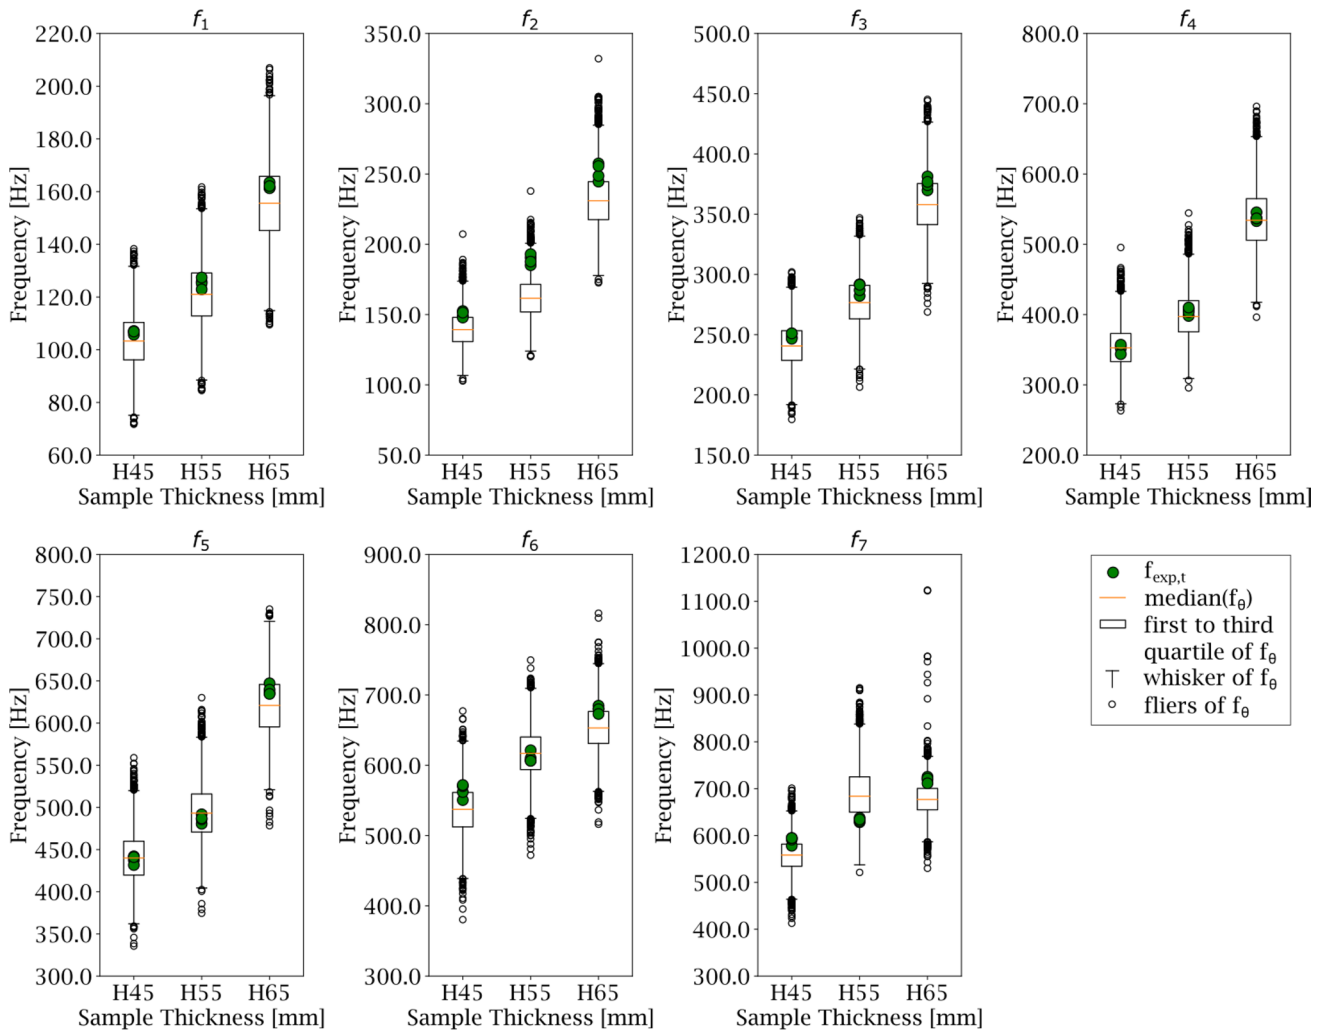 f1
220.0
200.0
180.0
160.0
140.0
120.0
100.0
80.0
60.0
Frequency [Hz]
H45 H55 H65
Sample Thickness [mm]
f2
350.0
300.0
250.0
200.0
150.0
100.0
50.0
Frequency [Hz]
H45 H55 H65
Sample Thickness [mm]
f3
500.0
450.0
400.0
350.0
300.0
250.0
200.0
150.0
Frequency [Hz]
H45 H55 H65
Sample Thickness [mm]
f4
800.0
700.0
600.0
500.0
400.0
300.0
200.0
Frequency [Hz]
H45 H55 H65
Sample Thickness [mm]
f5
800.0
750.0
700.0
650.0
600.0
550.0
500.0
450.0
400.0
350.0
300.0
Frequency [Hz]
H45 H55 H65
Sample Thickness [mm]
f6
900.0
800.0
700.0
600.0
500.0
400.0
300.0
Frequency [Hz]
H45 H55 H65
Sample Thickness [mm]
f7
1200.0
1100.0
1000.0
900.0
800.0
700.0
600.0
500.0
400.0
300.0
Frequency [Hz]
H45 H55 H65
Sample Thickness [mm]
fexp,t
median(fθ)
first to third
quartile of fθ
whisker of fθ
fliers of fθ